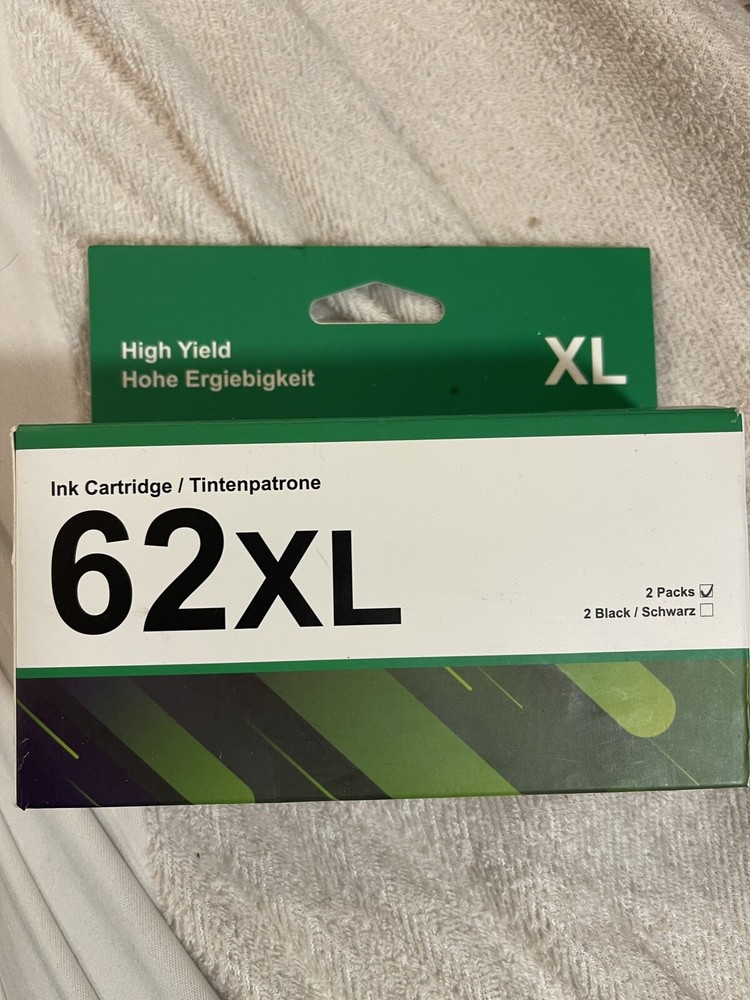 High Yield
Hohe Ergiebigkeit
XL
Ink Cartridge / Tintenpatrone
62XL
2 Packs
2 Black / Schwarz